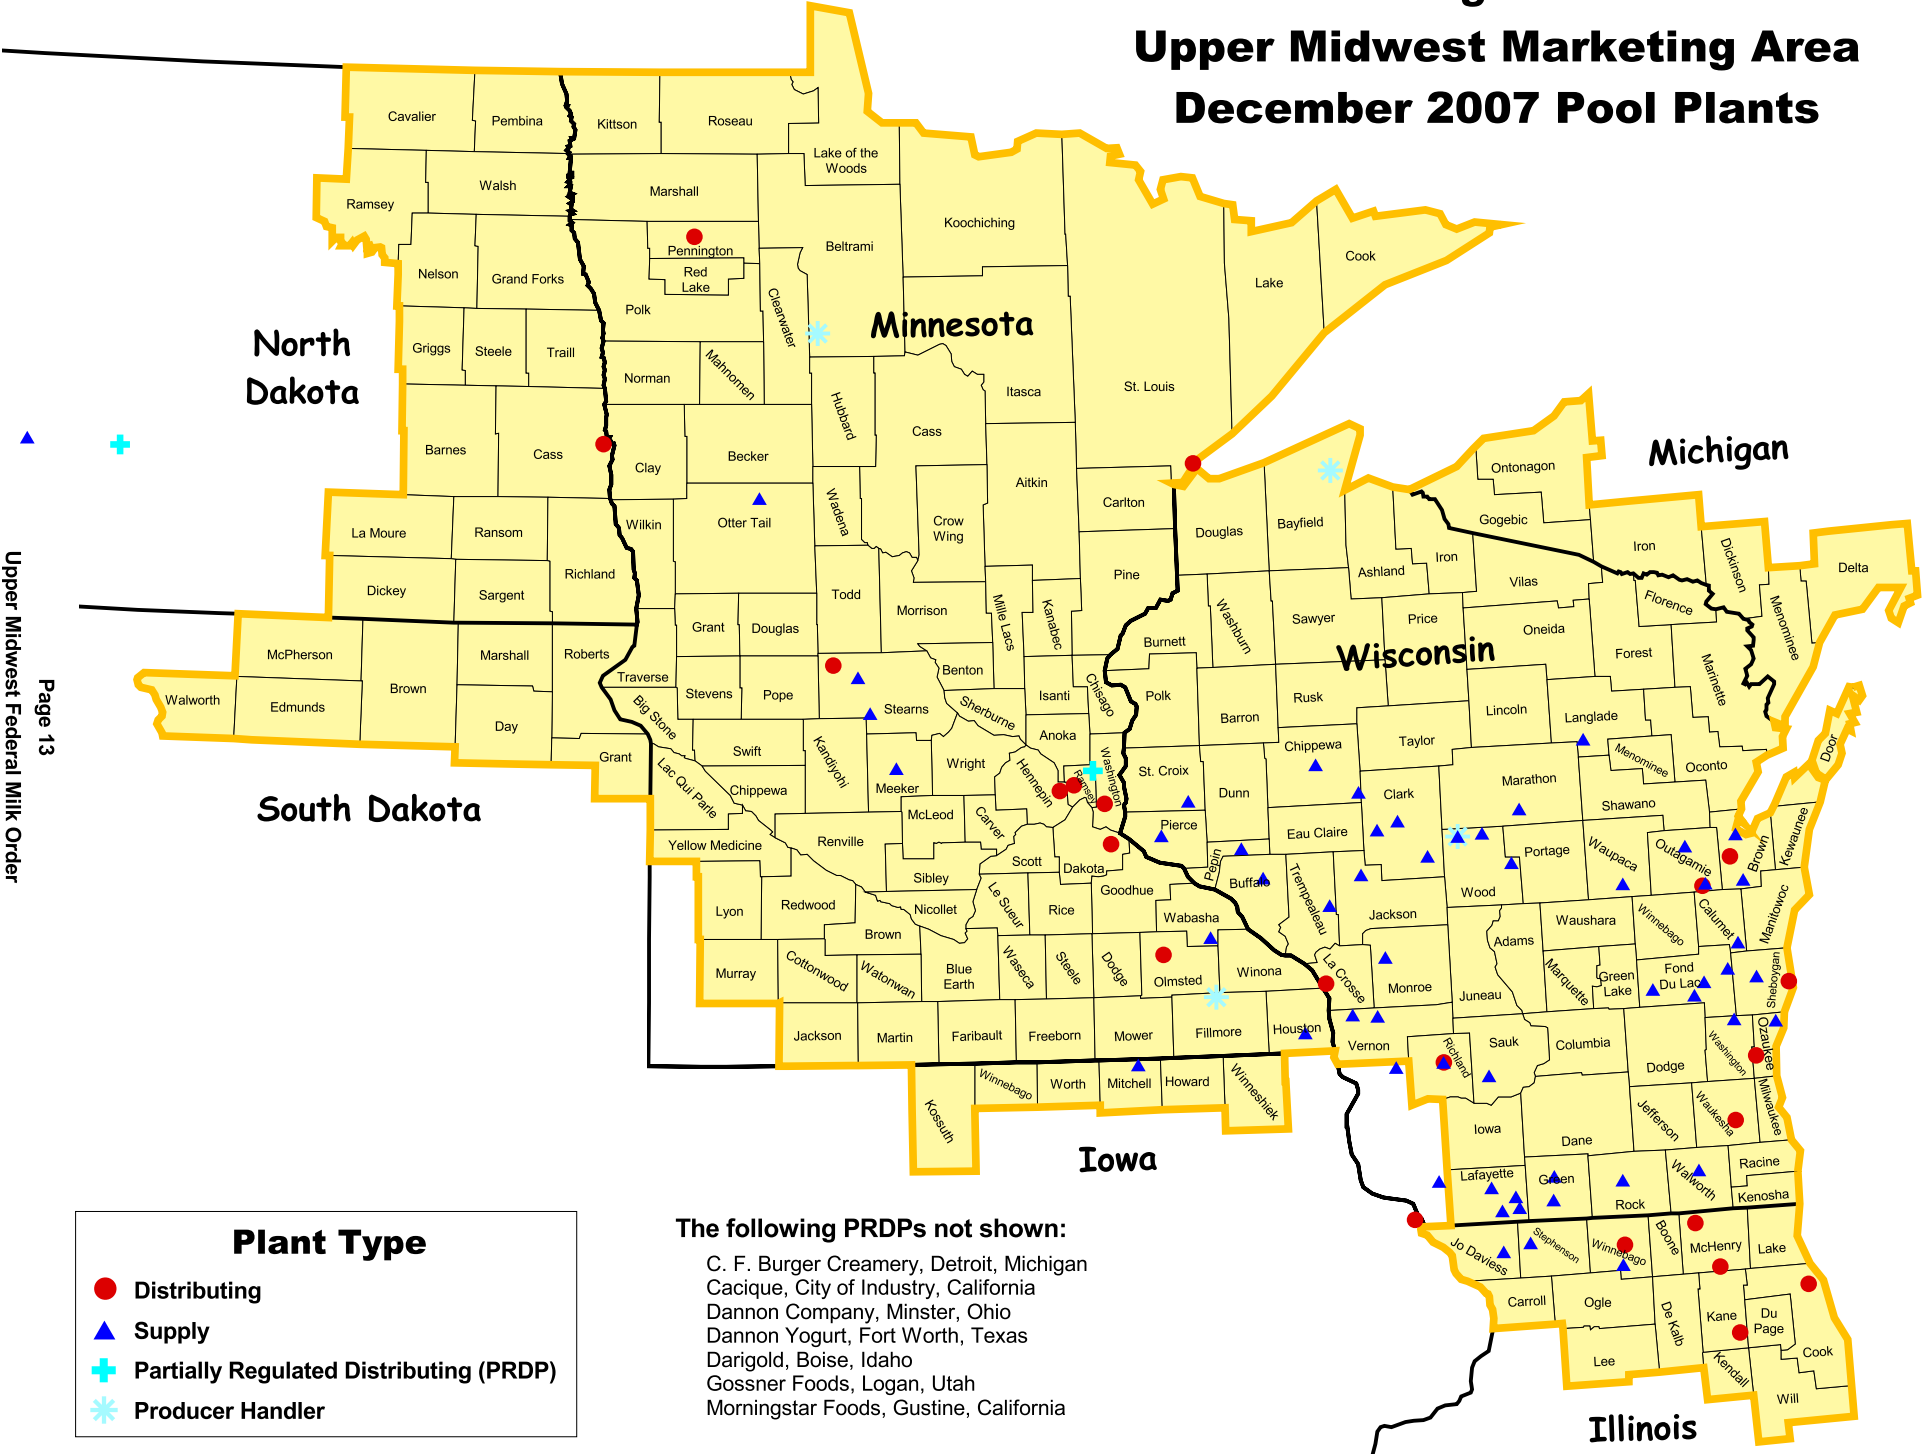 Upper Midwest Marketing Area
December 2007 Pool Plants
Cavalier
Pembina
Kittson
Roseau
Lake of the
Woods
Ramsey
Walsh
Marshall
Koochiching
Nelson
Grand Forks
Pennington
Red
Lake
Polk
Clearwater
Beltrami
Lake
Cook
North
Dakota
Minnesota
Griggs
Steele
Traill
Norman
Mahnomen
Hubbard
Cass
Itasca
St. Louis
Barnes
Cass
Clay
Becker
Wadena
Crow
Wing
Aitkin
Carlton
Michigan
Ontonagon
Gogebic
La Moure
Ransom
Wilkin
Otter Tail
Douglas
Bayfield
Ashland
Iron
Iron
Dickinson
Delta
Dickey
Sargent
Richland
Todd
Morrison
Mille Lacs
Kanabec
Pine
Vilas
Florence
Menominee
McPherson
Marshall
Roberts
Grant
Douglas
Burnett
Washburn
Sawyer
Price
Oneida
Forest
Marinette
Wisconsin
Walworth
Edmunds
Brown
Day
Traverse
Stevens
Pope
Stearns
Benton
Sherburne
Isanti
Chisago
Polk
Barron
Rusk
Lincoln
Langlade
Big Stone
Grant
Swift
Kandiyohi
Meeker
Wright
Anoka
Hennepin
Ramsey
Washington
St. Croix
Dunn
Chippewa
Taylor
Marathon
Menominee
Oconto
Door
South Dakota
Lac Qui Parle
Chippewa
McLeod
Carver
Clark
Shawano
Yellow Medicine
Renville
Sibley
Scott
Dakota
Pierce
Pepin
Eau Claire
Wood
Portage
Waupaca
Outagamie
Brown
Kewaunee
Lyon
Redwood
Nicollet
Le Sueur
Rice
Goodhue
Wabasha
Buffalo
Trempealeau
Jackson
Adams
Waushara
Winnebago
Calumet
Manitowoc
Brown
Murray
Cottonwood
Watonwan
Blue
Earth
Waseca
Steele
Dodge
Olmsted
Winona
La Crosse
Monroe
Juneau
Marquette
Green
Lake
Fond
Du Lac
Sheboygan
Jackson
Martin
Faribault
Freeborn
Mower
Fillmore
Houston
Vernon
Richland
Sauk
Columbia
Dodge
Washington
Ozaukee
Kossuth
Winnebago
Worth
Mitchell
Howard
Winneshiek
Iowa
Iowa
Dane
Jefferson
Waukesha
Milwaukee
Lafayette
Green
Rock
Walworth
Racine
Kenosha
Jo Daviess
Stephenson
Winnebago
Boone
McHenry
Lake
Carroll
Ogle
De Kalb
Kane
Du
Page
Cook
Lee
Kendall
Will
Illinois
Page 13
Upper Midwest Federal Milk Order
Plant Type
Distributing
Supply
Partially Regulated Distributing (PRDP)
Producer Handler
The following PRDPs not shown:
C. F. Burger Creamery, Detroit, Michigan
Cacique, City of Industry, California
Dannon Company, Minster, Ohio
Dannon Yogurt, Fort Worth, Texas
Darigold, Boise, Idaho
Gossner Foods, Logan, Utah
Morningstar Foods, Gustine, California